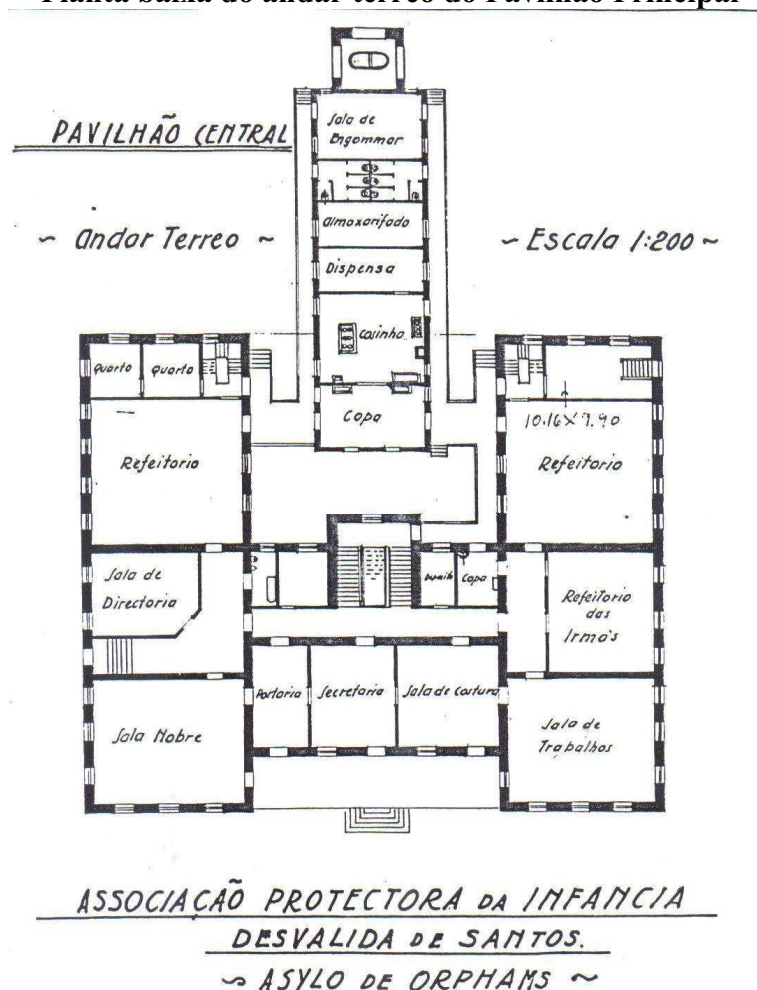 Planta baixa do andar térreo do Pavilhão Principal
PAVILHÃO CENTRAL
~ Andar Terreo ~
~ Escala 1:200 ~
Sala de
Engommar
Almoxarifado
Dispensa
Cosinha
Copa
Quarto
Quarto
Refeitorio
10.16 X 9.90
Refeitorio
Sala de
Directoria
Copa
Refeitorio
das
Irmãs
Portaria
Secretaria
Sala de Costura
Sala Nobre
Sala de
Trabalhos
ASSOCIAÇÃO PROTECTORA DA INFANCIA
DESVALIDA DE SANTOS.
~ ASYLO DE ORPHAMS ~